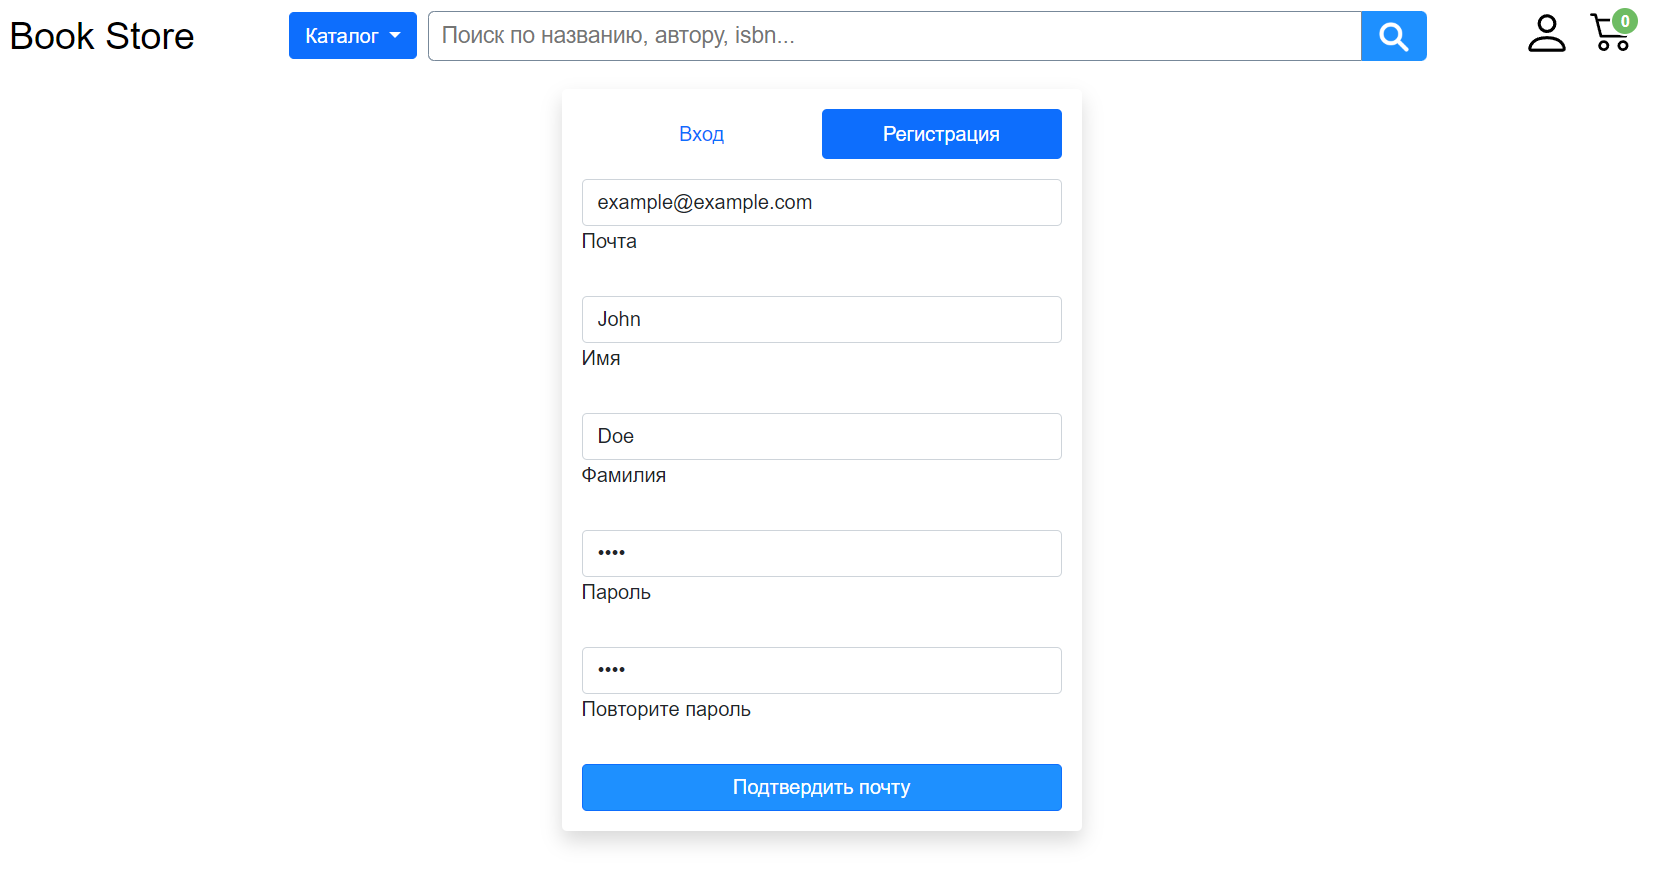 Book Store
Каталог
Поиск по названию, автору, isbn...
0
Вход
Регистрация
example@example.com
Почта
John
Имя
Doe
Фамилия
••••
Пароль
••••
Повторите пароль
Подтвердить почту